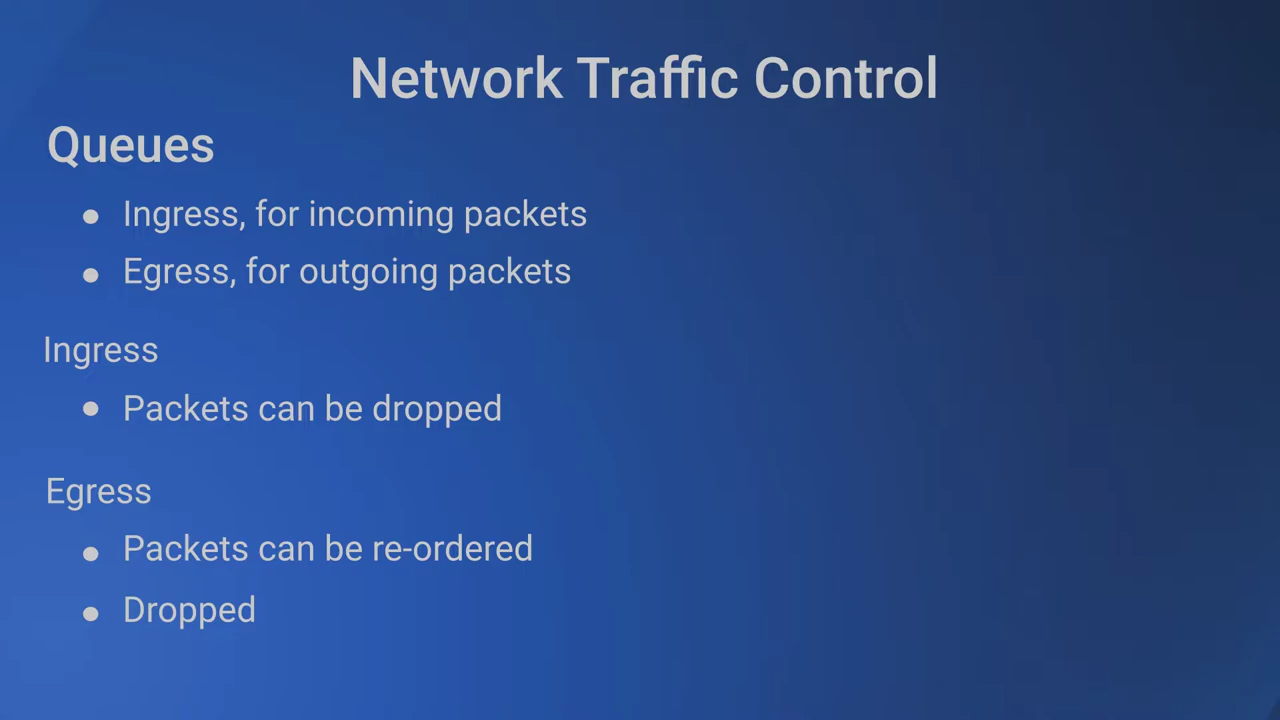 Network Traffic Control
Queues
● Ingress, for incoming packets
● Egress, for outgoing packets
Ingress
● Packets can be dropped
Egress
● Packets can be re-ordered
● Dropped